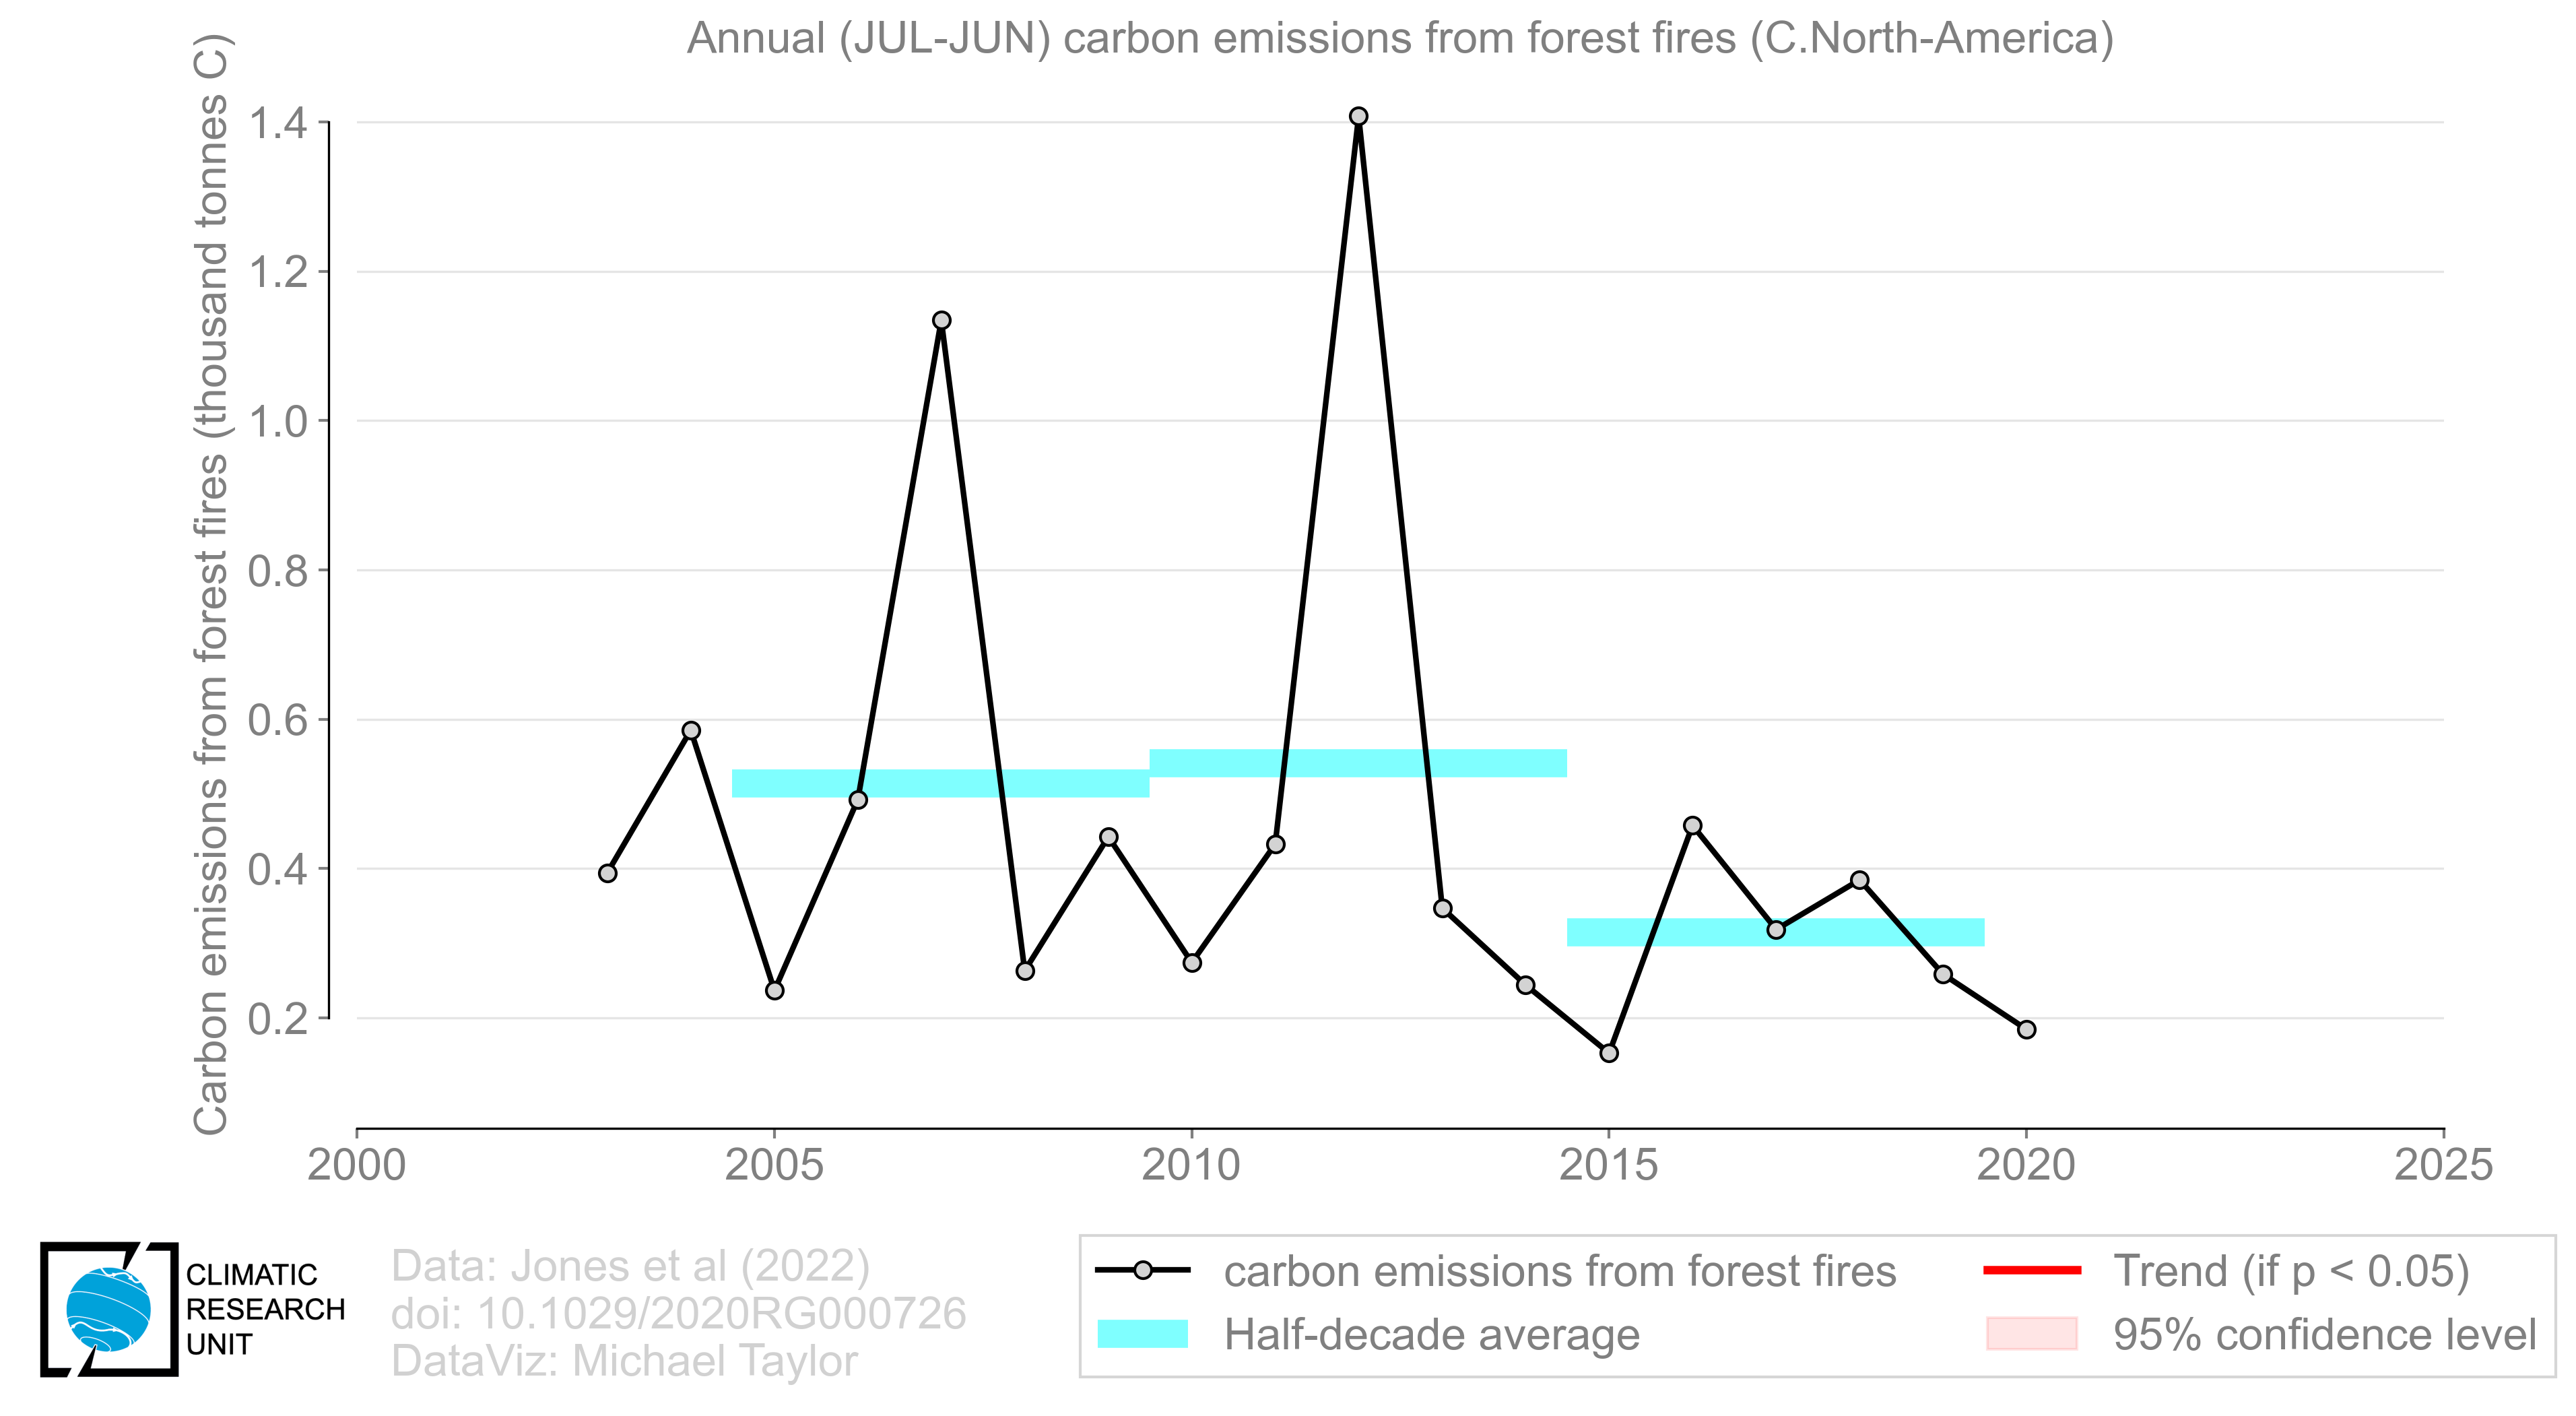 Annual (JUL-JUN) carbon emissions from forest fires (C.North-America)
Carbon emissions from forest fires (thousand tonnes C)
1.4
1.2
1.0
0.8
0.6
0.4
0.2
2000 2005 2010 2015 2020 2025
CLIMATIC
RESEARCH
UNIT
Data: Jones et al (2022)
doi: 10.1029/2020RG000726
DataViz: Michael Taylor
carbon emissions from forest fires
Half-decade average
Trend (if p < 0.05)
95% confidence level